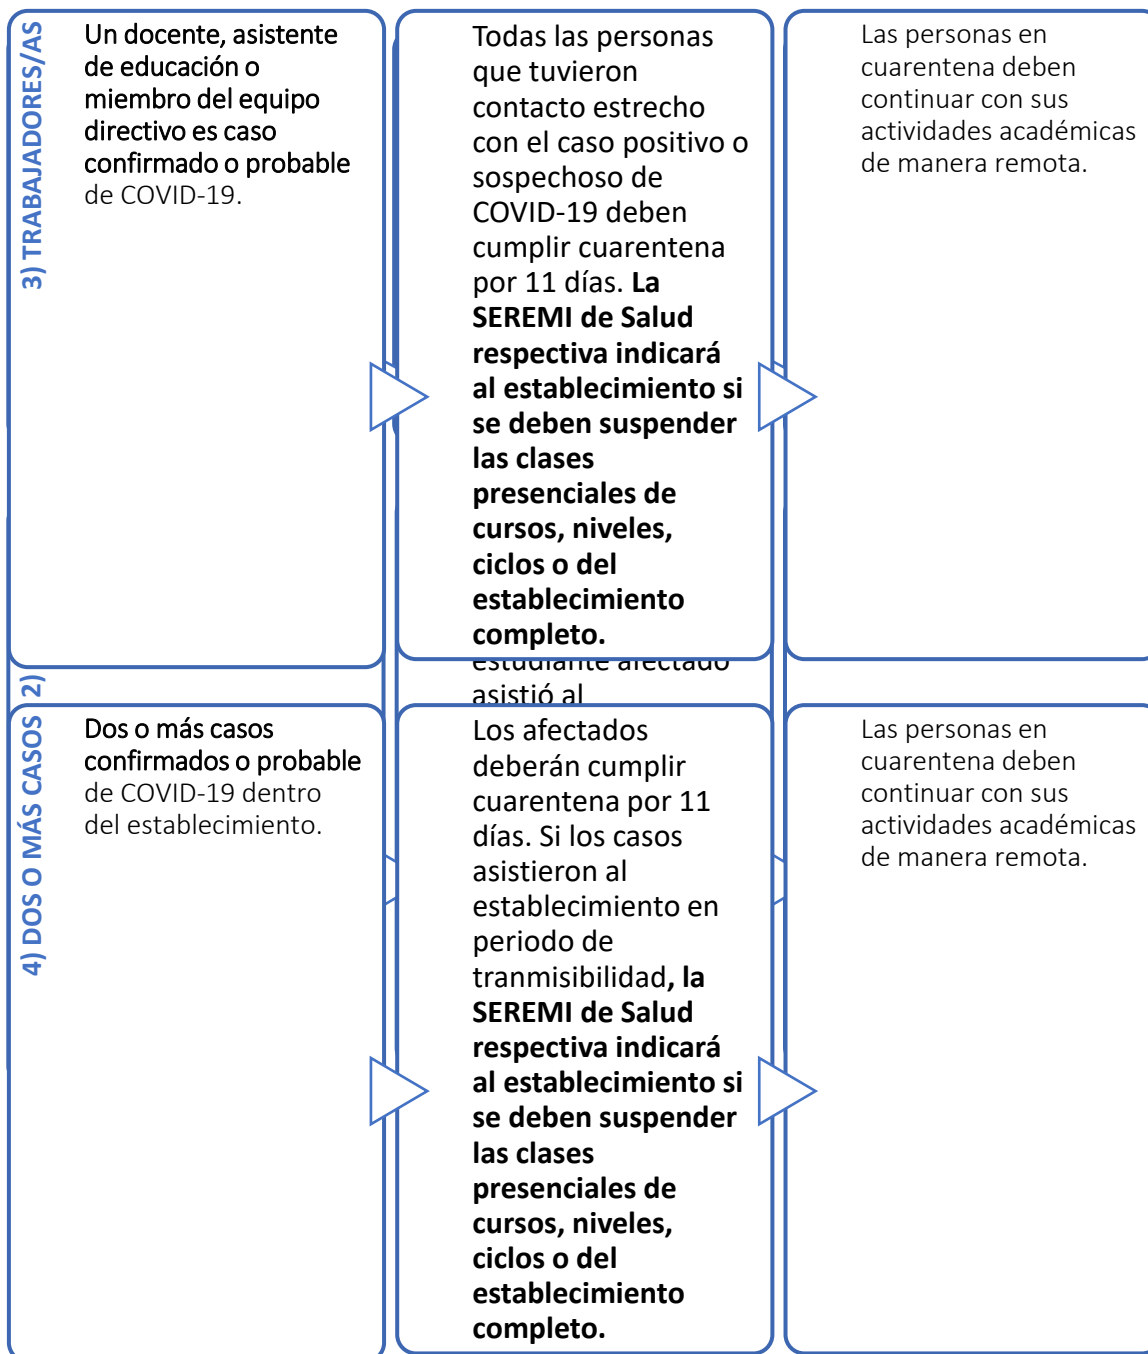 3) TRABAJADORES/AS
Un docente, asistente
de educación o
miembro del equipo
directivo es caso
confirmado o probable
de COVID-19.
Todas las personas
que tuvieron
contacto estrecho
con el caso positivo o
sospechoso de
COVID-19 deben
cumplir cuarentena
por 11 días. La
SEREMI de Salud
respectiva indicará
al establecimiento si
se deben suspender
las clases
presenciales de
cursos, niveles,
ciclos o del
establecimiento
completo.
Las personas en
cuarentena deben
continuar con sus
actividades académicas
de manera remota.
2)
estudiante afectado
asistió al
4) DOS O MÁS CASOS
Dos o más casos
confirmados o probable
de COVID-19 dentro
del establecimiento.
Los afectados
deberán cumplir
cuarentena por 11
días. Si los casos
asistieron al
establecimiento en
periodo de
tranmisibilidad, la
SEREMI de Salud
respectiva indicará
al establecimiento si
se deben suspender
las clases
presenciales de
cursos, niveles,
ciclos o del
establecimiento
completo.
Las personas en
cuarentena deben
continuar con sus
actividades académicas
de manera remota.